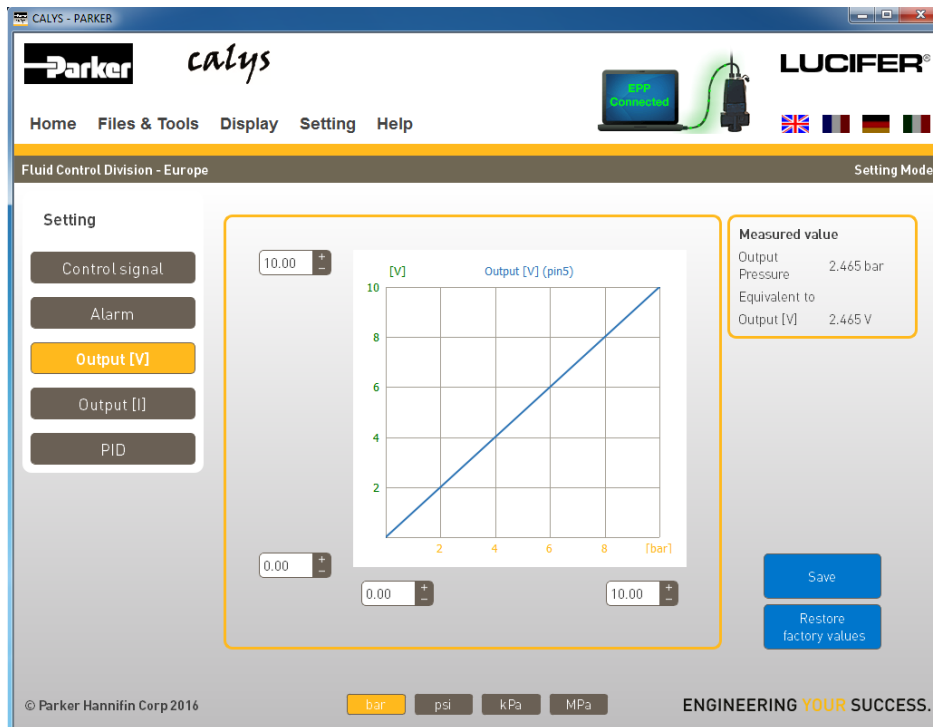 CALYS - PARKER
Parker calys LUCIFER®
EPP
Connected
Home Files & Tools Display Setting Help
Fluid Control Division - Europe Setting Mode
Setting
Control signal
Alarm
Output [V]
Output [I]
PID
10.00 + −
[V] Output [V] (pin5)
10
8
6
4
2
2 4 6 8 [bar]
0.00 + −
0.00 + − 10.00 + −
Measured value
Output
Pressure 2.465 bar
Equivalent to
Output [V] 2.465 V
Save
Restore
factory values
© Parker Hannifin Corp 2016 bar psi kPa MPa ENGINEERING YOUR SUCCESS.